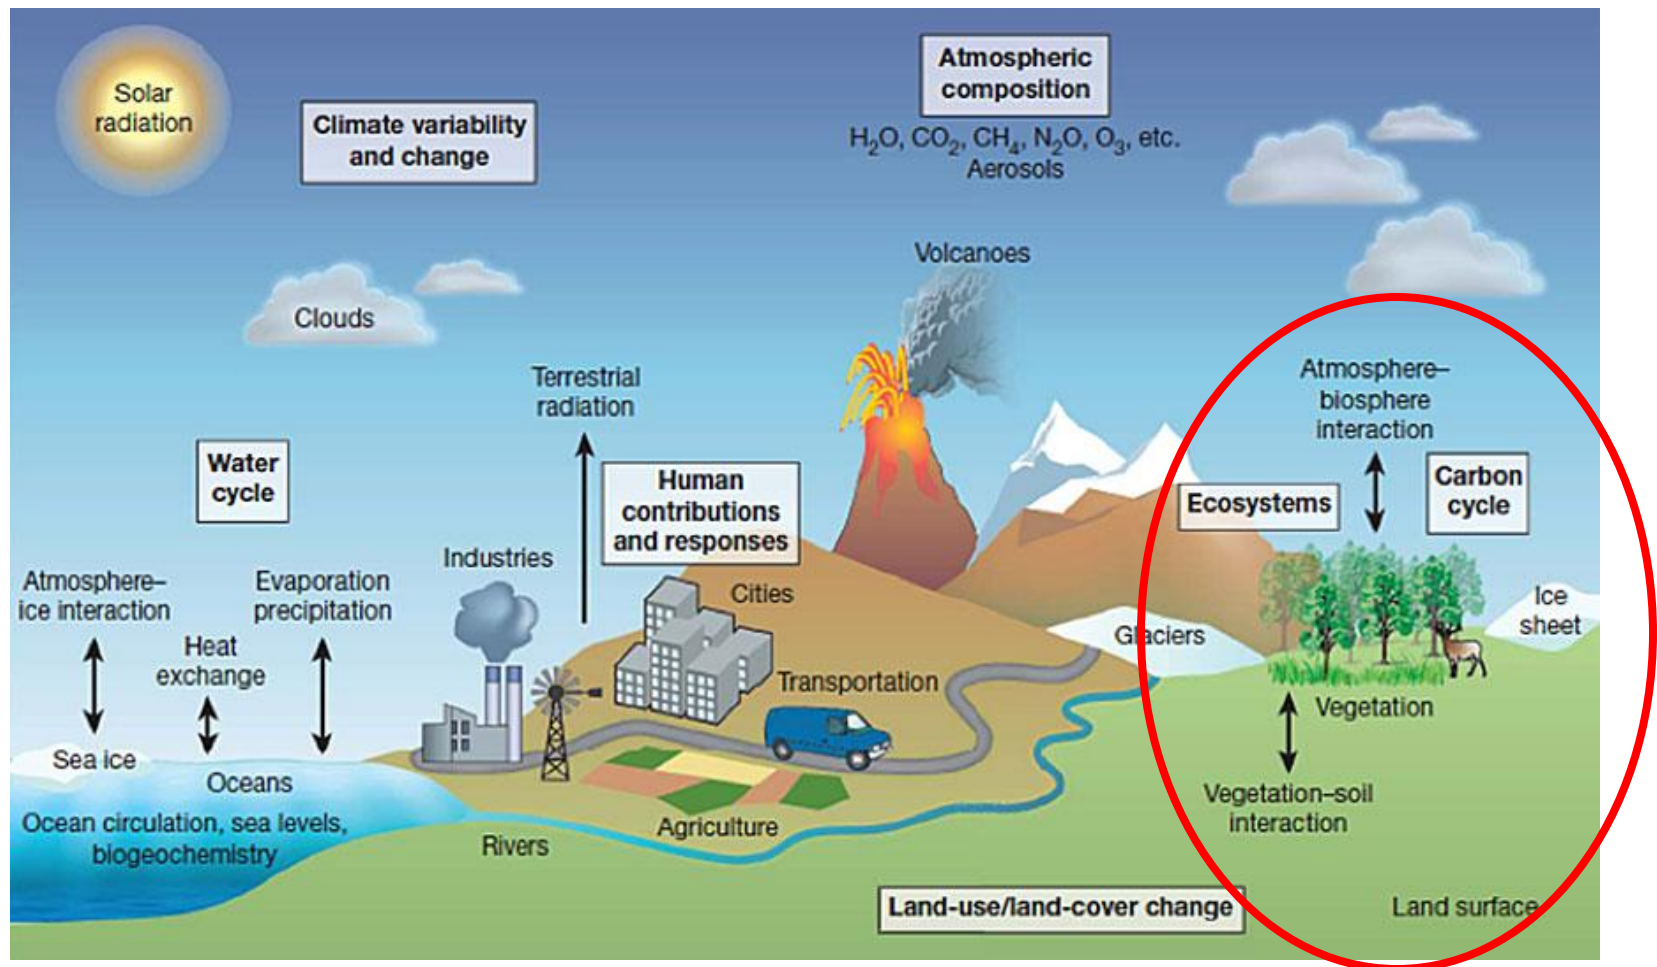 Solar
radiation
Climate variability
and change
Atmospheric
composition
H₂O, CO₂, CH₄, N₂O, O₃, etc.
Aerosols
Volcanoes
Clouds
Terrestrial
radiation
Atmosphere–
biosphere
interaction
Water
cycle
Human
contributions
and responses
Ecosystems
Carbon
cycle
Industries
Cities
Atmosphere–
ice interaction
Evaporation
precipitation
Heat
exchange
Glaciers
Ice
sheet
Transportation
Vegetation
Sea ice
Oceans
Ocean circulation, sea levels,
biogeochemistry
Rivers
Agriculture
Vegetation–soil
interaction
Land-use/land-cover change
Land surface